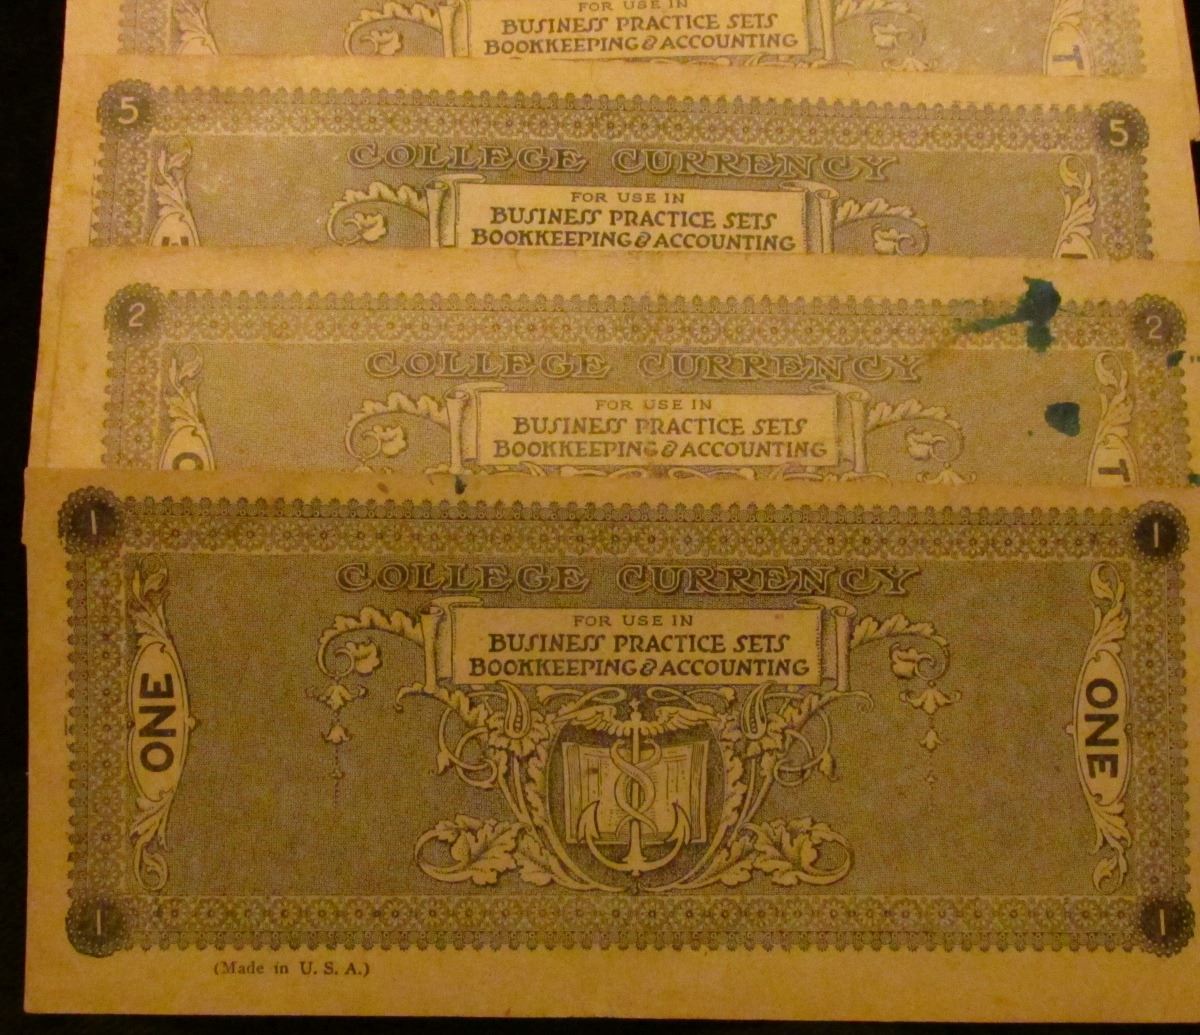 FOR USE IN
BUSINESS PRACTICE SETS
BOOKKEEPING & ACCOUNTING
T
5 5
COLLEGE CURRENCY
FOR USE IN
BUSINESS PRACTICE SETS
BOOKKEEPING & ACCOUNTING
2 2
COLLEGE CURRENCY
FOR USE IN
BUSINESS PRACTICE SETS
BOOKKEEPING & ACCOUNTING
O T
1 1
COLLEGE CURRENCY
FOR USE IN
BUSINESS PRACTICE SETS
BOOKKEEPING & ACCOUNTING
ONE ONE
1 1
(Made in U. S. A.)